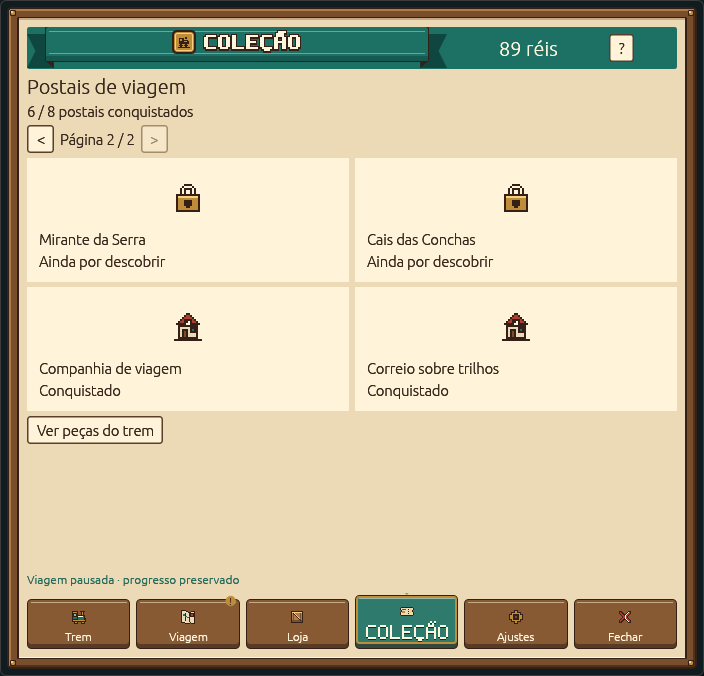 COLEÇÃO
89 réis
?
Postais de viagem
6 / 8 postais conquistados
< Página 2 / 2 >
Mirante da Serra
Ainda por descobrir
Cais das Conchas
Ainda por descobrir
Companhia de viagem
Conquistado
Correio sobre trilhos
Conquistado
Ver peças do trem
Viagem pausada · progresso preservado
Trem
! Viagem
Loja
COLEÇÃO
Ajustes
Fechar